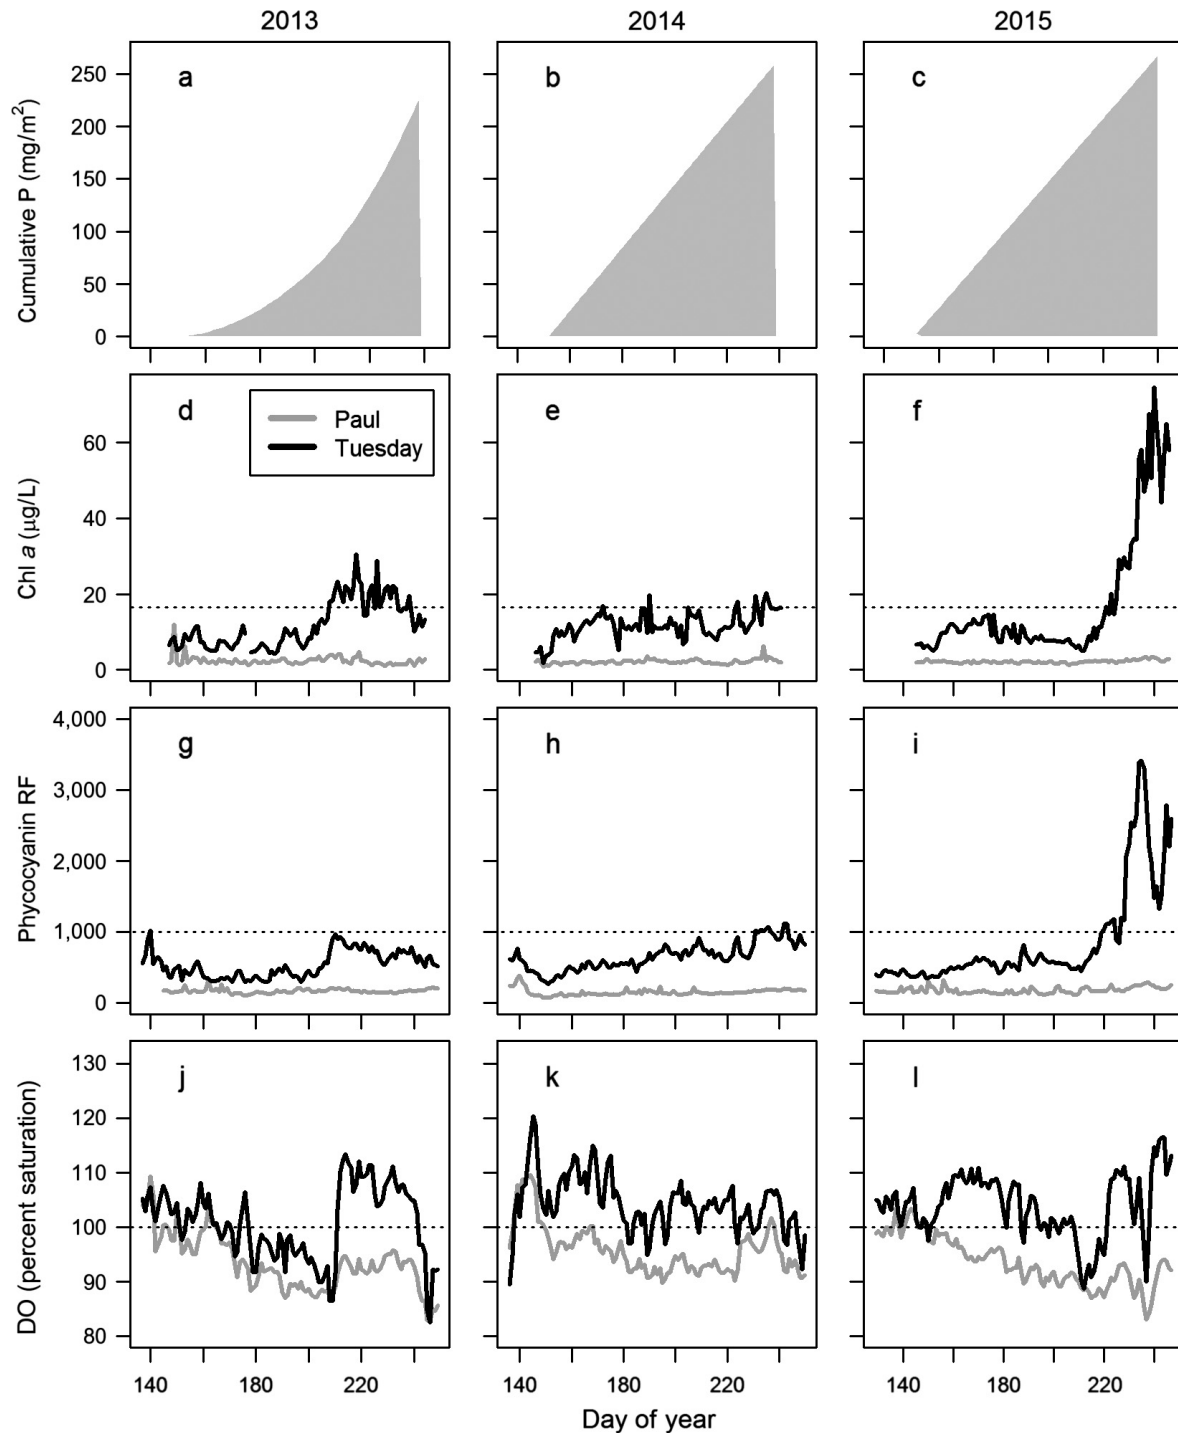 2013 2014 2015
Cumulative P (mg/m²)
250
200
150
100
50
0
a b c
Chl a (μg/L)
60
40
20
0
d e f
Paul
Tuesday
Phycocyanin RF
4,000
3,000
2,000
1,000
0
g h i
DO (percent saturation)
130
120
110
100
90
80
j k l
140 180 220 140 180 220 140 180 220
Day of year